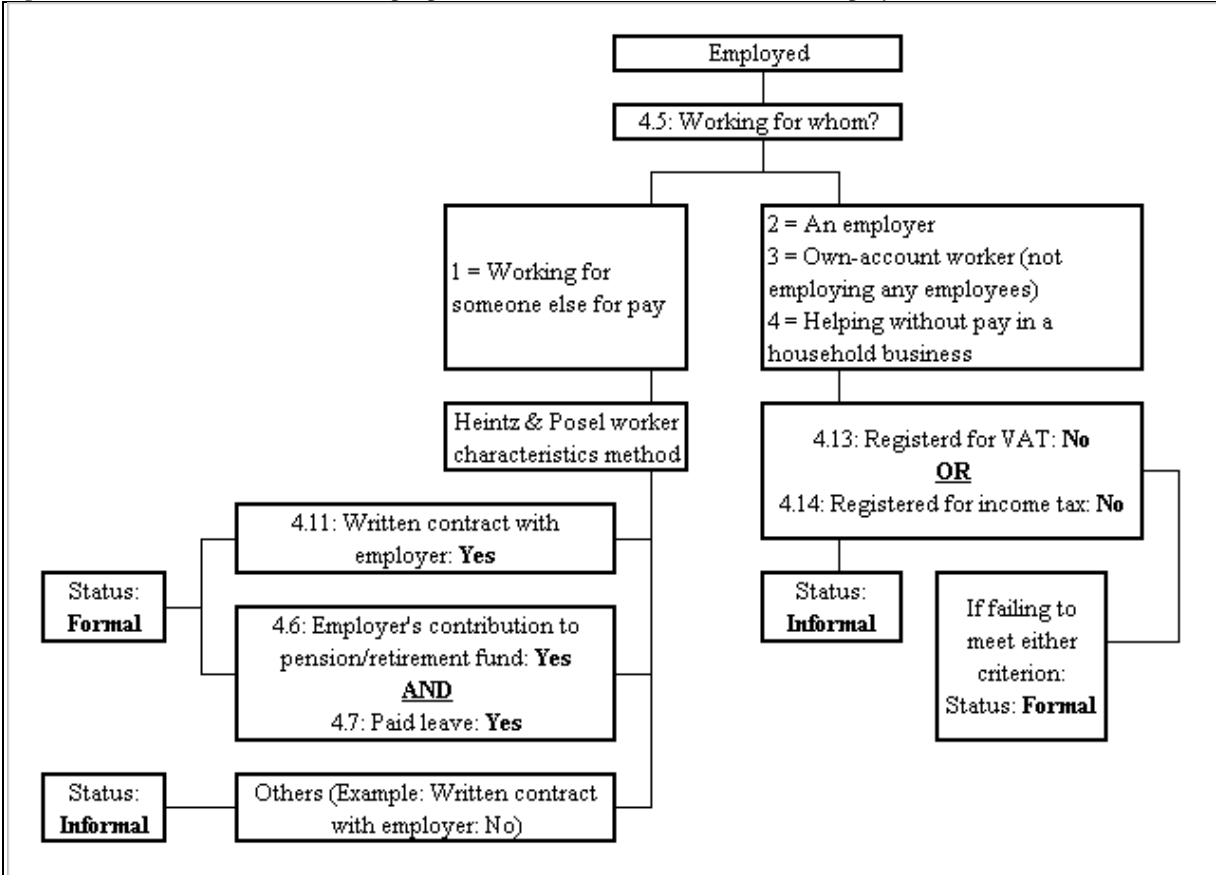 Employed
4.5: Working for whom?
1 = Working for
someone else for pay
2 = An employer
3 = Own-account worker (not
employing any employees)
4 = Helping without pay in a
household business
Heintz & Posel worker
characteristics method
4.13: Registerd for VAT: No
OR
4.14: Registered for income tax: No
4.11: Written contract with
employer: Yes
Status:
Formal
4.6: Employer's contribution to
pension/retirement fund: Yes
AND
4.7: Paid leave: Yes
Status:
Informal
If failing to
meet either
criterion:
Status: Formal
Status:
Informal
Others (Example: Written contract
with employer: No)